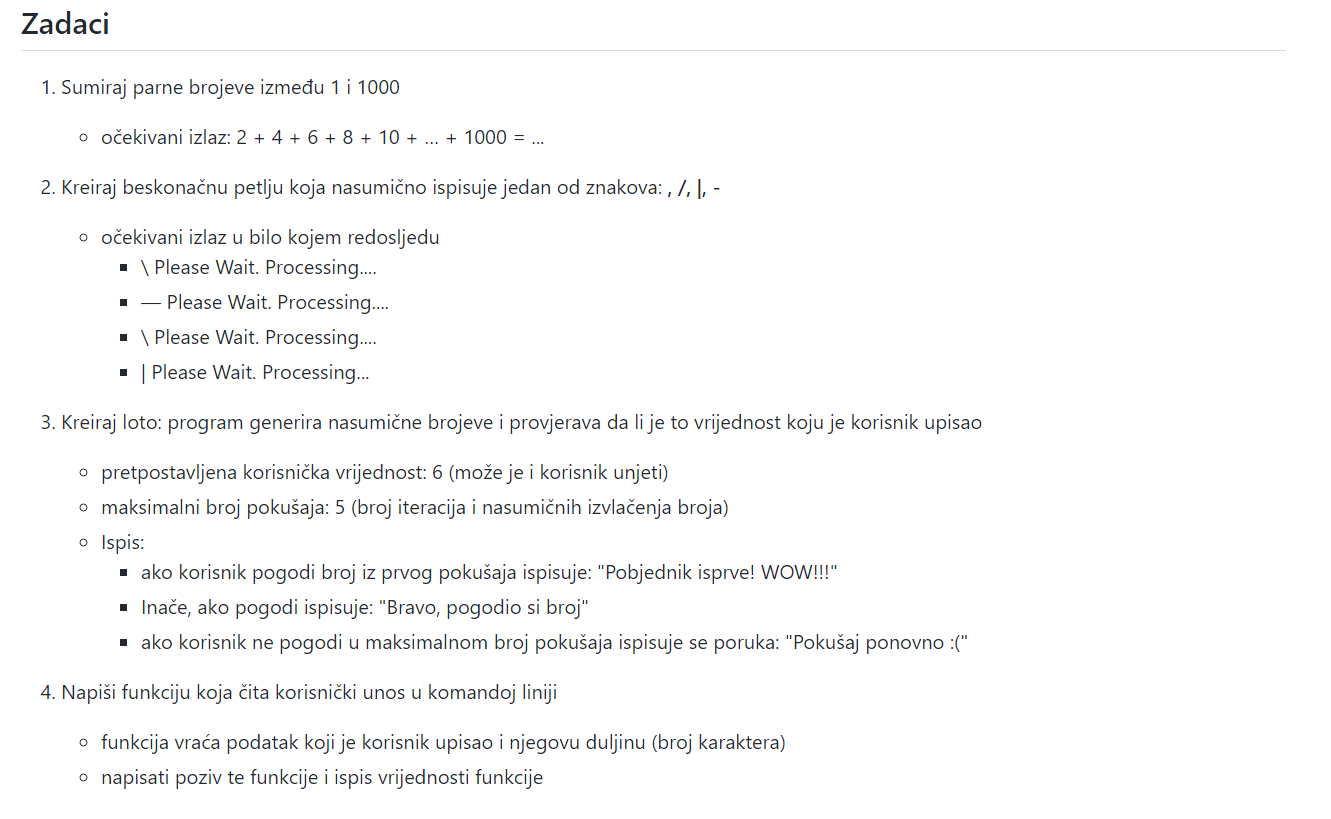 Zadaci
1. Sumiraj parne brojeve između 1 i 1000
očekivani izlaz: 2 + 4 + 6 + 8 + 10 + ... + 1000 = ...
2. Kreiraj beskonačnu petlju koja nasumično ispisuje jedan od znakova: , /, |, -
očekivani izlaz u bilo kojem redosljedu
\ Please Wait. Processing....
— Please Wait. Processing....
\ Please Wait. Processing....
| Please Wait. Processing...
3. Kreiraj loto: program generira nasumične brojeve i provjerava da li je to vrijednost koju je korisnik upisao
pretpostavljena korisnička vrijednost: 6 (može je i korisnik unjeti)
maksimalni broj pokušaja: 5 (broj iteracija i nasumičnih izvlačenja broja)
Ispis:
ako korisnik pogodi broj iz prvog pokušaja ispisuje: "Pobjednik isprve! WOW!!!"
Inače, ako pogodi ispisuje: "Bravo, pogodio si broj"
ako korisnik ne pogodi u maksimalnom broj pokušaja ispisuje se poruka: "Pokušaj ponovno :("
4. Napiši funkciju koja čita korisnički unos u komandoj liniji
funkcija vraća podatak koji je korisnik upisao i njegovu duljinu (broj karaktera)
napisati poziv te funkcije i ispis vrijednosti funkcije